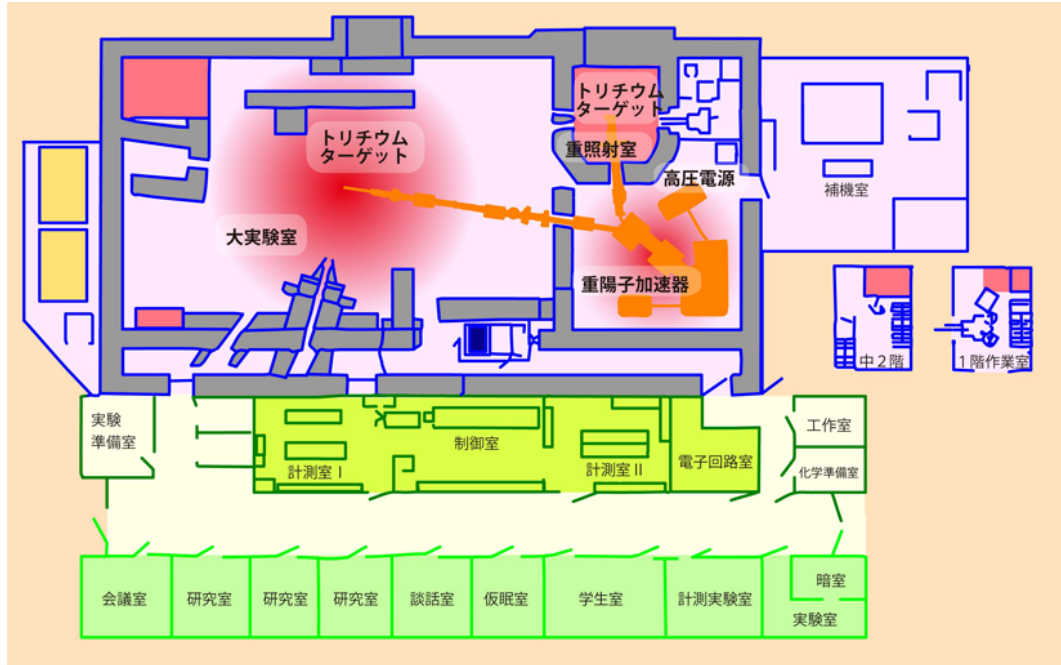 トリチウム
ターゲット
重照射室
トリチウム
ターゲット
高圧電源
補機室
大実験室
重陽子加速器
中2階
1階作業室
実験
準備室
計測室Ⅰ
制御室
計測室Ⅱ
電子回路室
工作室
化学準備室
会議室
研究室
研究室
研究室
談話室
仮眠室
学生室
計測実験室
暗室
実験室